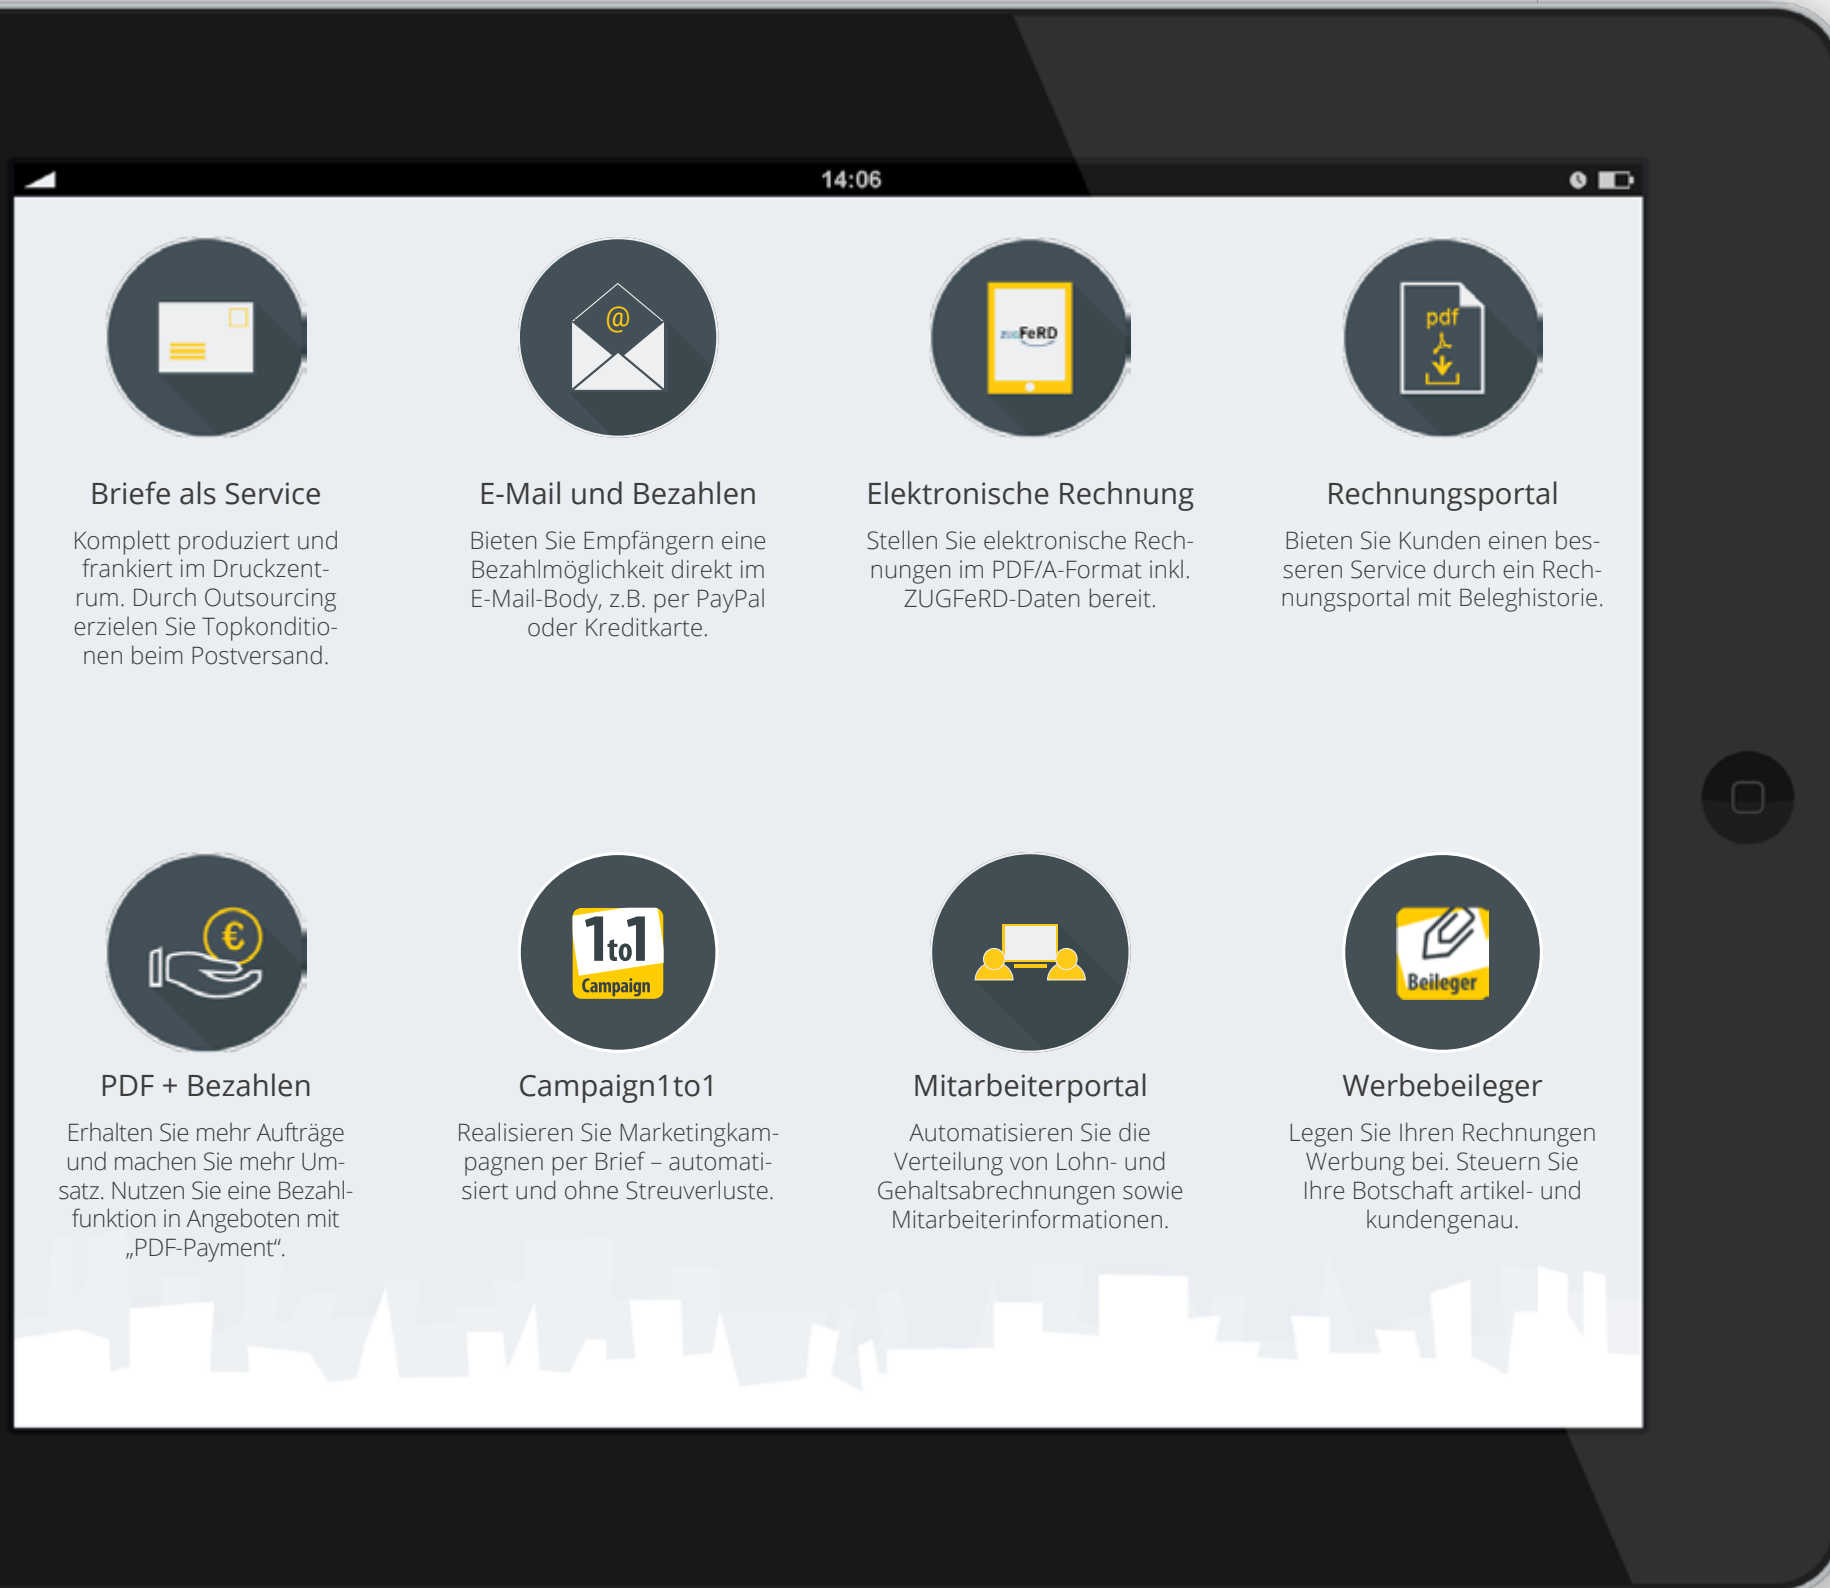 14:06
@
zugFeRD
pdf
Briefe als Service
Komplett produziert und
frankiert im Druckzent-
rum. Durch Outsourcing
erzielen Sie Topkonditio-
nen beim Postversand.
E-Mail und Bezahlen
Bieten Sie Empfängern eine
Bezahlmöglichkeit direkt im
E-Mail-Body, z.B. per PayPal
oder Kreditkarte.
Elektronische Rechnung
Stellen Sie elektronische Rech-
nungen im PDF/A-Format inkl.
ZUGFeRD-Daten bereit.
Rechnungsportal
Bieten Sie Kunden einen bes-
seren Service durch ein Rech-
nungsportal mit Beleghistorie.
€
1to1
Campaign
Beileger
PDF + Bezahlen
Erhalten Sie mehr Aufträge
und machen Sie mehr Um-
satz. Nutzen Sie eine Bezahl-
funktion in Angeboten mit
„PDF-Payment“.
Campaign1to1
Realisieren Sie Marketingkam-
pagnen per Brief – automati-
siert und ohne Streuverluste.
Mitarbeiterportal
Automatisieren Sie die
Verteilung von Lohn- und
Gehaltsabrechnungen sowie
Mitarbeiterinformationen.
Werbebeileger
Legen Sie Ihren Rechnungen
Werbung bei. Steuern Sie
Ihre Botschaft artikel- und
kundengenau.